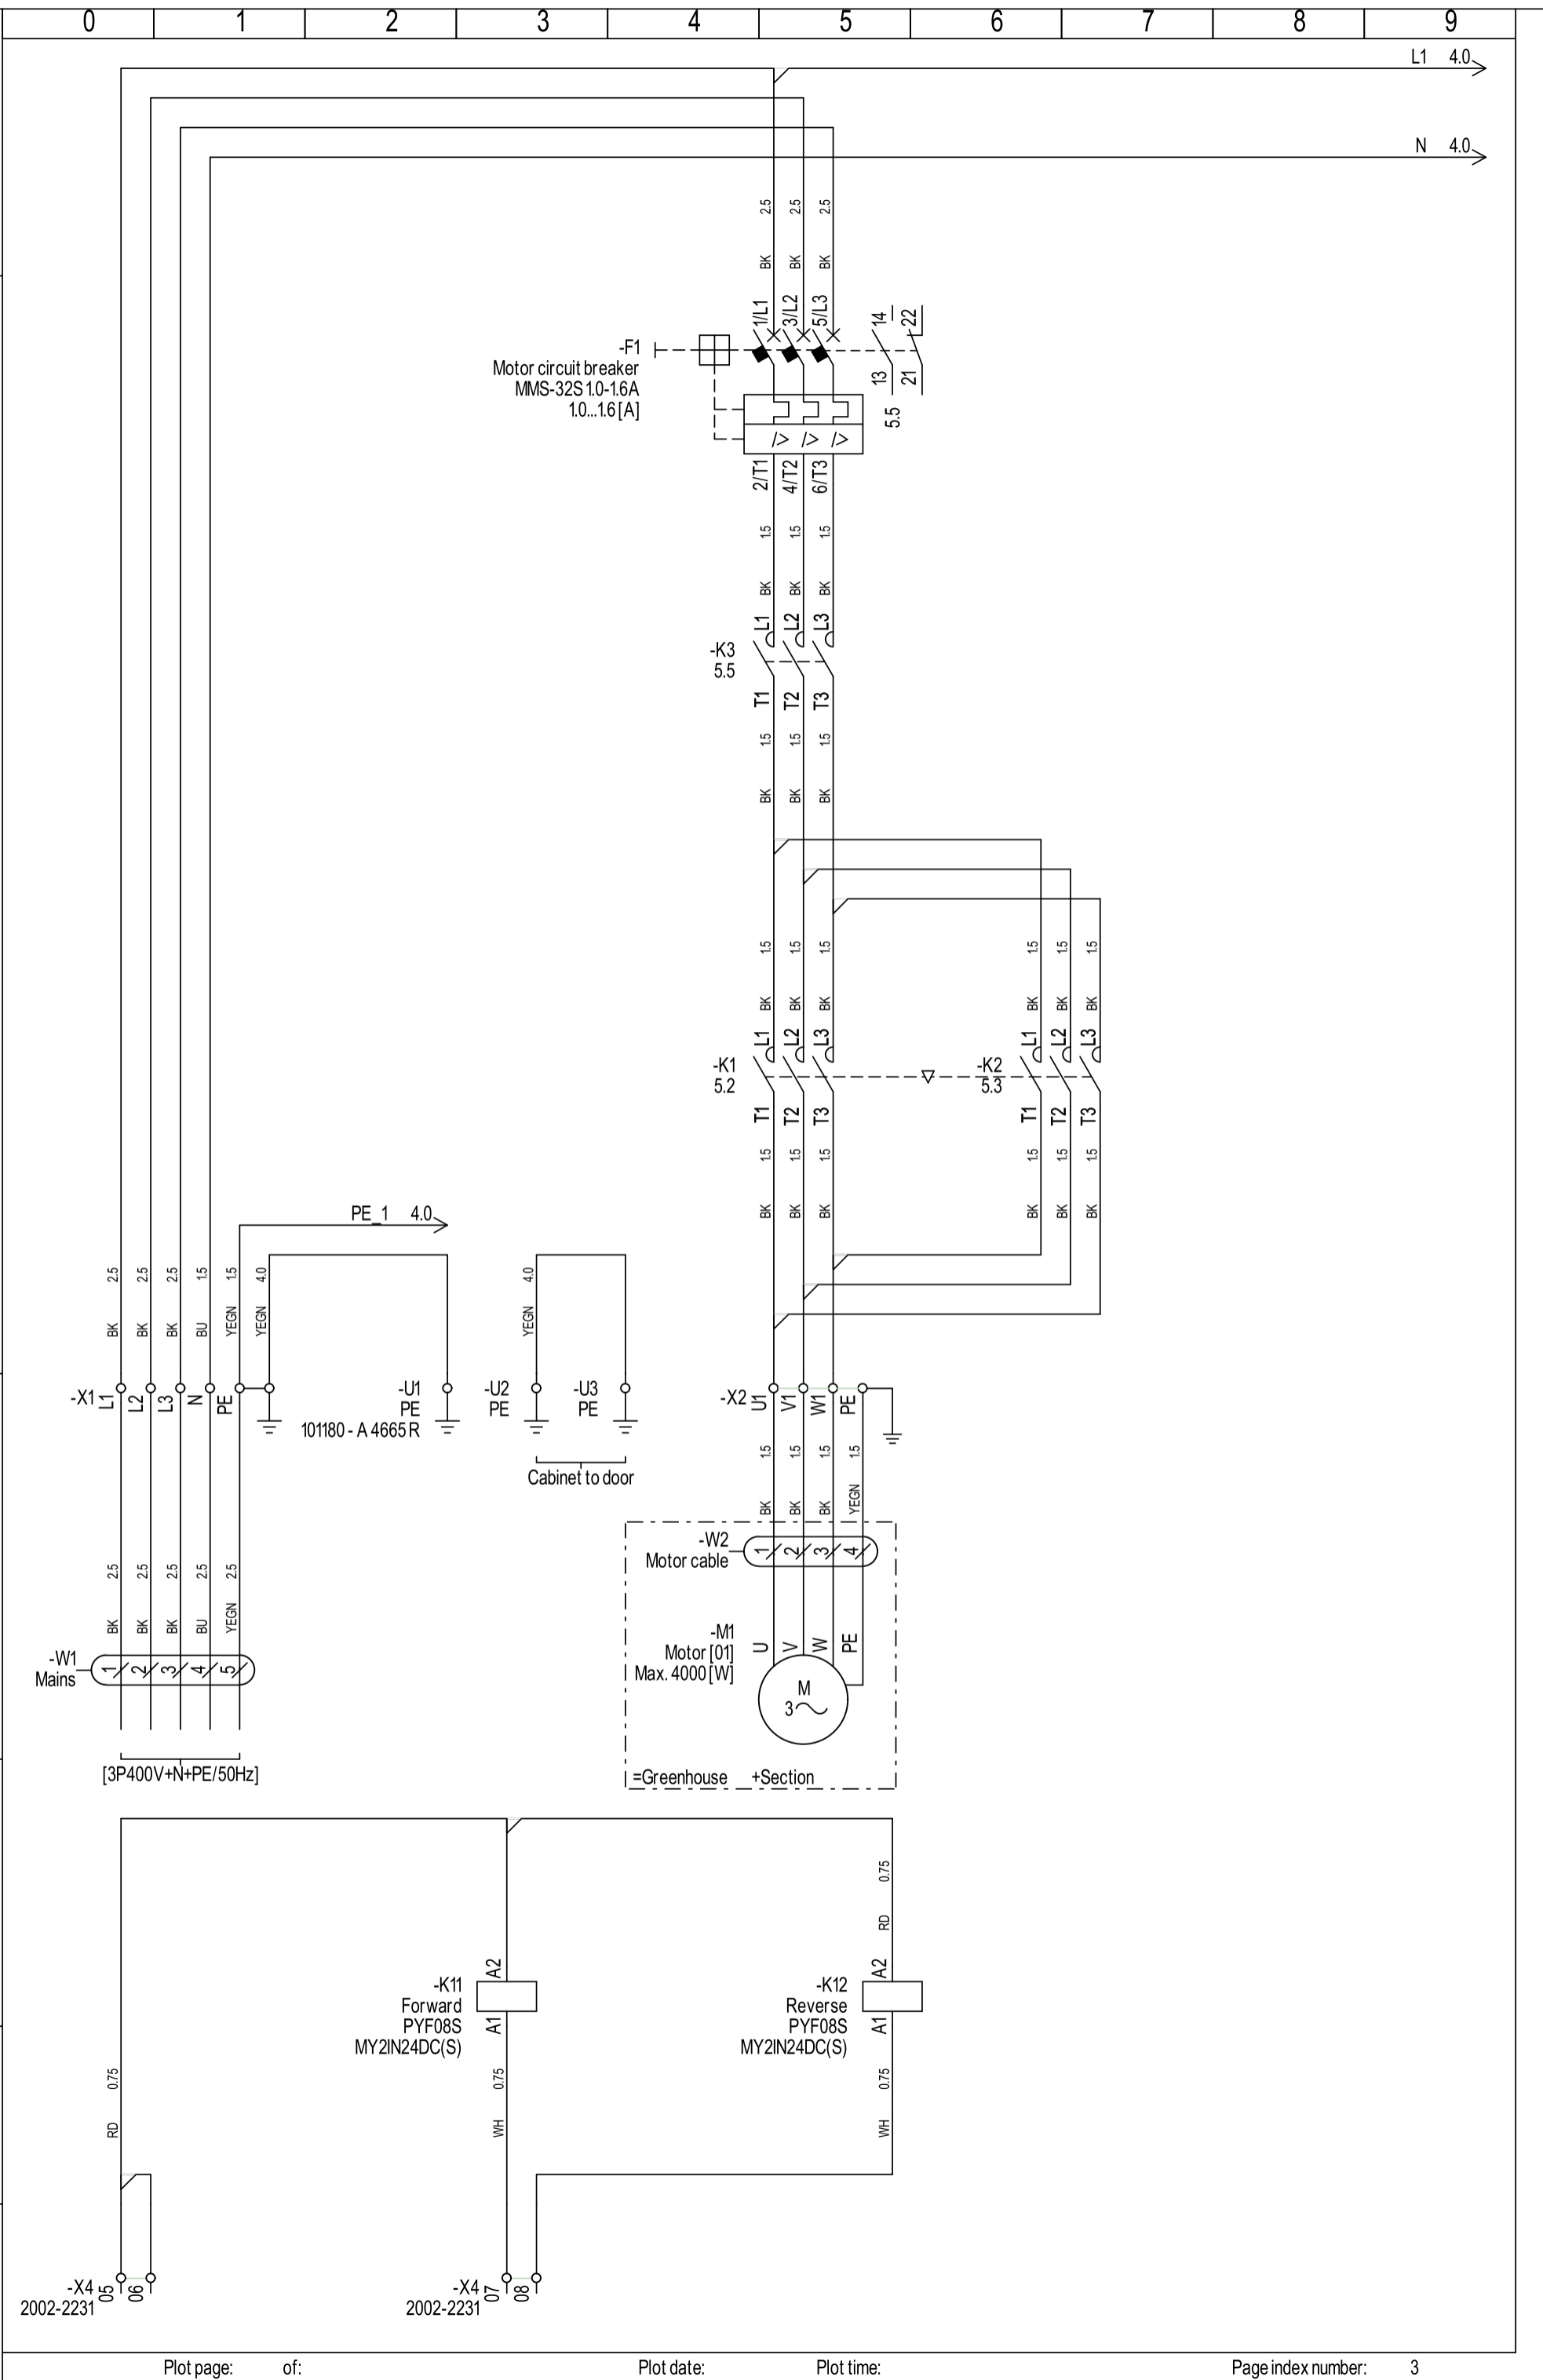 0 1 2 3 4 5 6 7 8 9
L1 4.0
N 4.0
2.5 2.5 2.5
BK BK BK
1/L1 3/L2 5/L3 14 22
-F1
Motor circuit breaker
MMS-32S 1.0-1.6A
1.0...1.6 [A]
13 21
5.5
I> I> I>
2/T1 4/T2 6/T3
1.5 1.5 1.5
BK BK BK
L1 L2 L3
-K3
5.5
T1 T2 T3
1.5 1.5 1.5
BK BK BK
1.5 1.5 1.5 1.5 1.5 1.5
BK BK BK BK BK BK
L1 L2 L3 L1 L2 L3
-K1 -K2
5.2 5.3
T1 T2 T3 T1 T2 T3
1.5 1.5 1.5 1.5 1.5 1.5
BK BK BK BK BK BK
PE_1 4.0
2.5 2.5 2.5 1.5 1.5 4.0 4.0
BK BK BK BU YEGN YEGN YEGN
-X1 L1 L2 L3 N PE
-U1
PE
101180 - A 4665 R
-U2
PE
-U3
PE
Cabinet to door
-X2 U1 V1 W1 PE
1.5 1.5 1.5 1.5
BK BK BK YEGN
-W2
Motor cable
1 2 3 4
2.5 2.5 2.5 2.5 2.5
BK BK BK BU YEGN
-W1
Mains
1 2 3 4 5
[3P400V+N+PE/50Hz]
-M1
Motor [01]
Max. 4000 [W]
U V W PE
M
3
=Greenhouse +Section
0.75
RD
A2 A2
-K11
Forward
PYF08S
MY2IN24DC(S)
A1
-K12
Reverse
PYF08S
MY2IN24DC(S)
A1
0.75 0.75 0.75
RD WH WH
-X4 05 06
2002-2231
-X4 07 08
2002-2231
Plot page: of: Plot date: Plot time: Page index number: 3